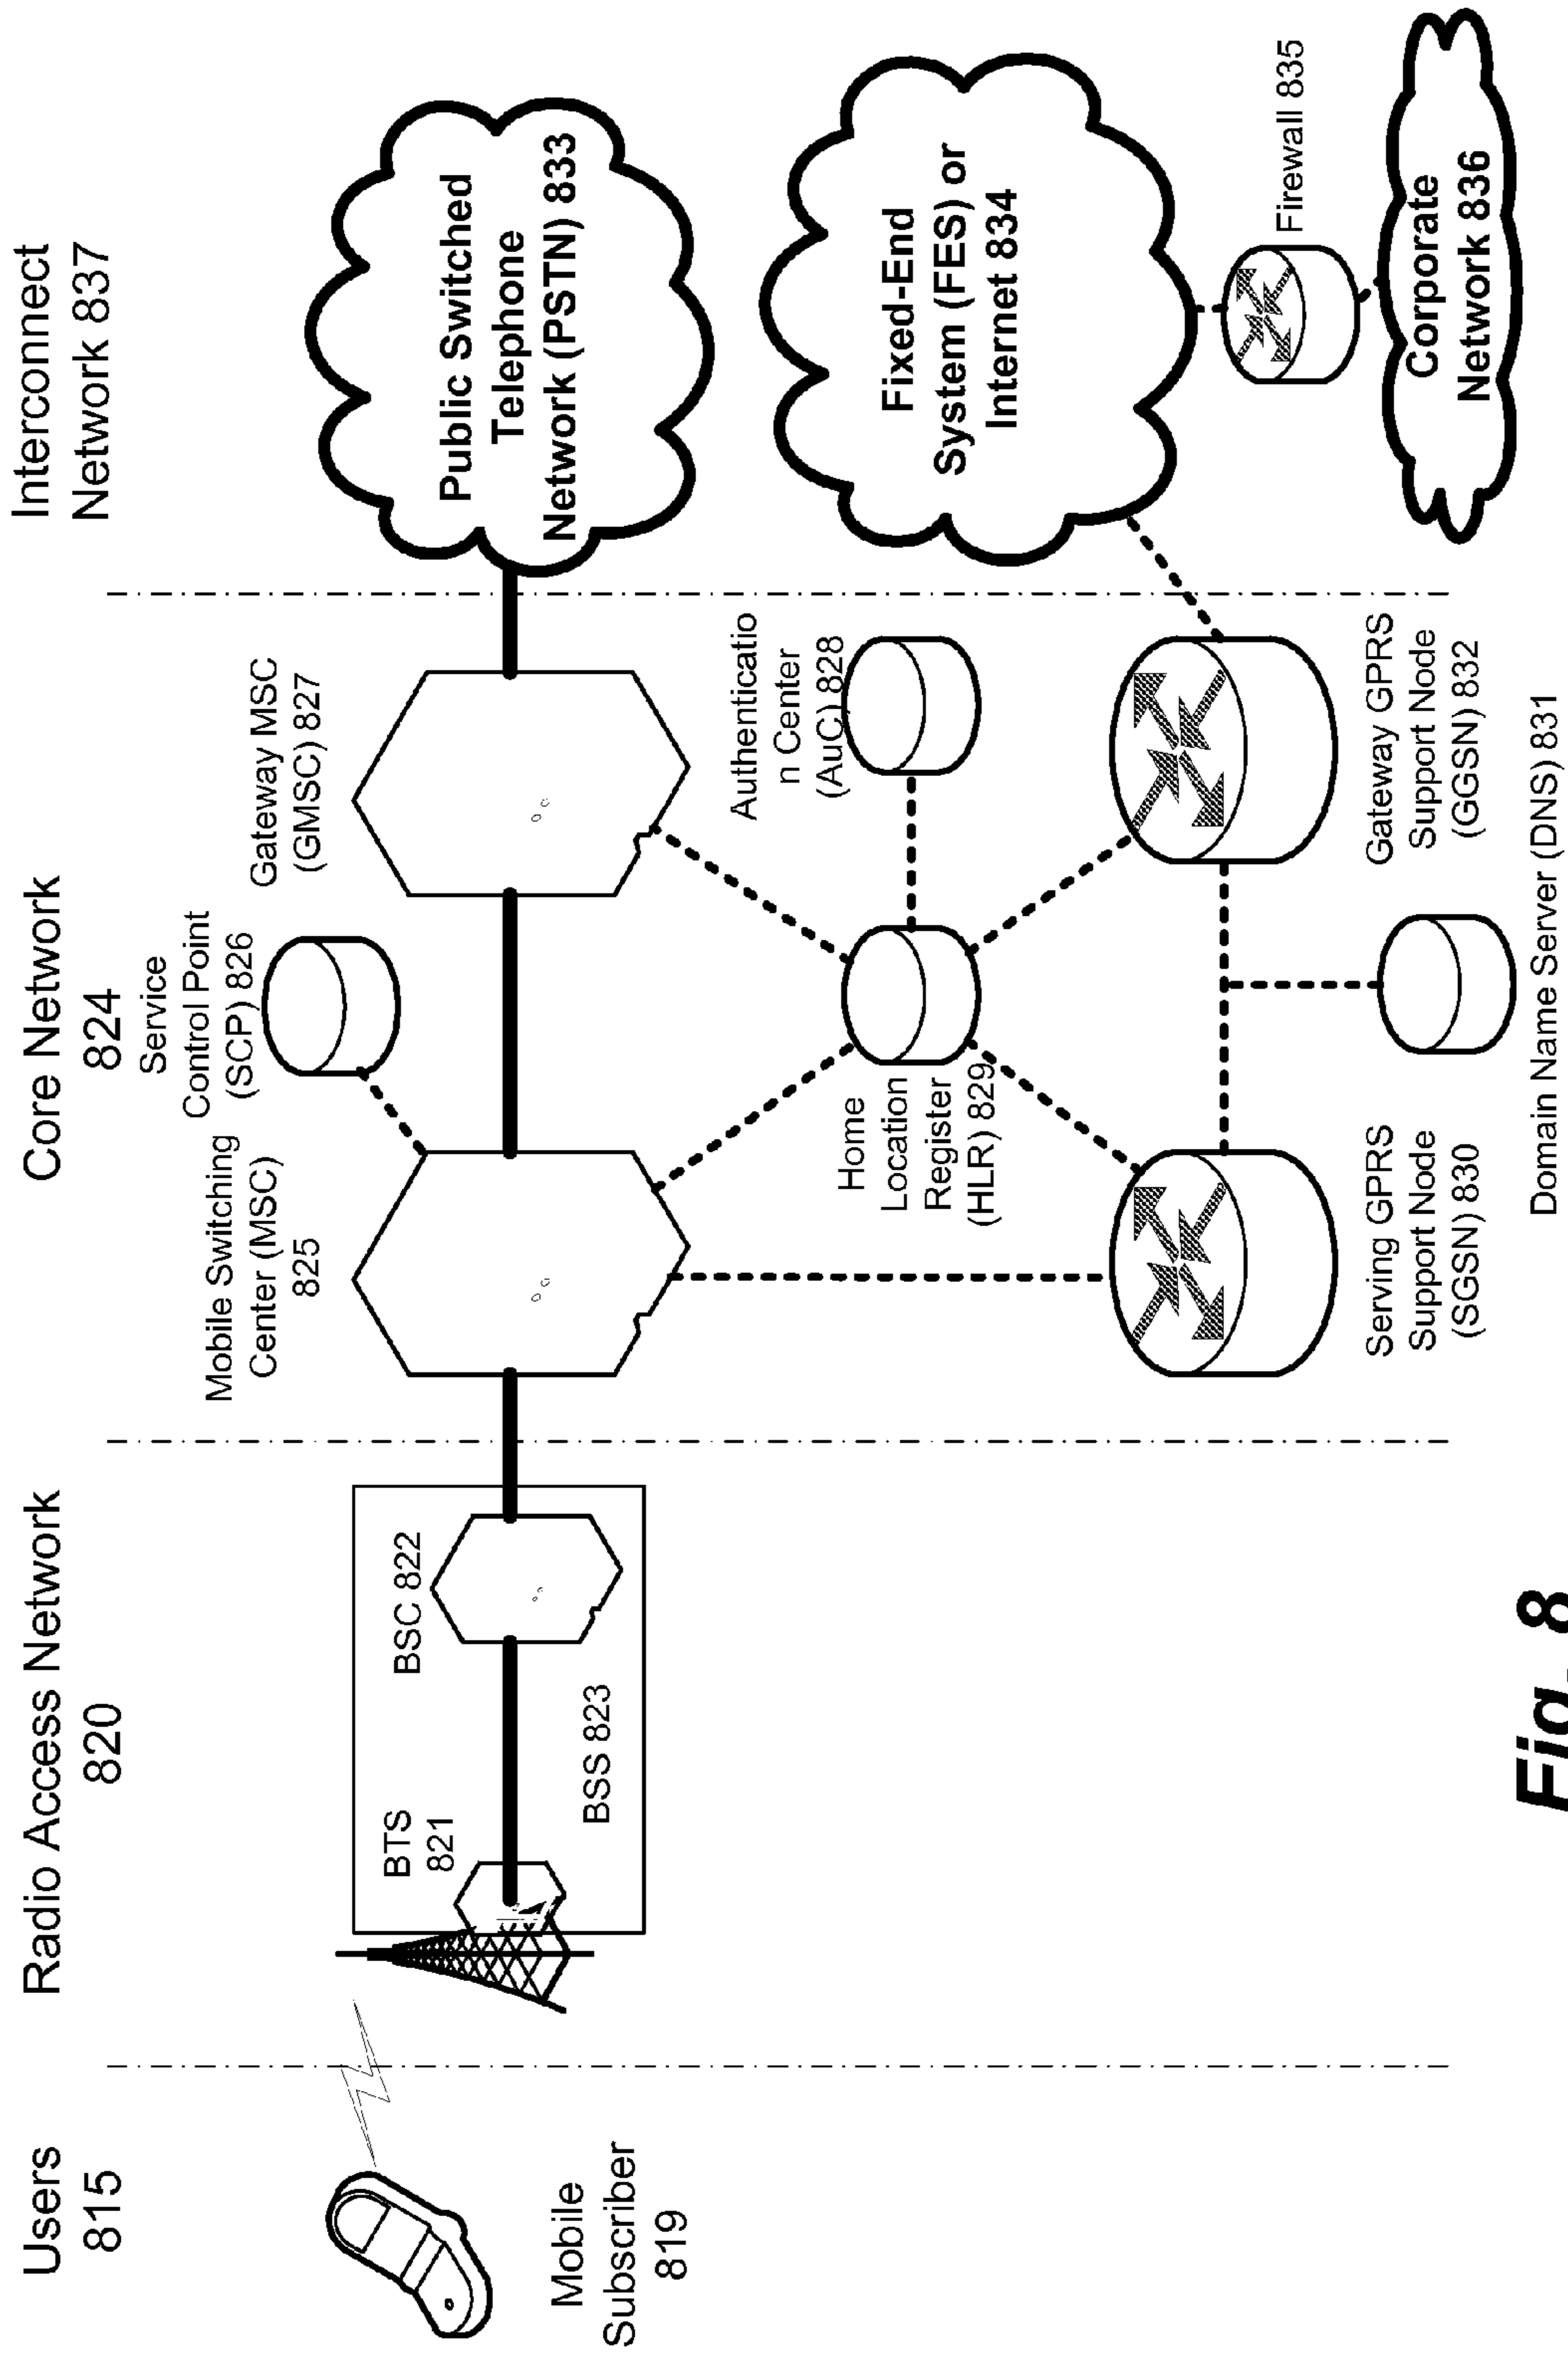 Users
815
Radio Access Network
820
Core Network
824
Interconnect
Network 837
Mobile
Subscriber
819
BTS
821
BSC 822
BSS 823
Mobile Switching
Center (MSC)
825
Service
Control Point
(SCP) 826
Gateway MSC
(GMSC) 827
Public Switched
Telephone
Network (PSTN) 833
Home
Location
Register
(HLR) 829
Authenticatio
n Center
(AuC) 828
Fixed-End
System (FES) or
Internet 834
Serving GPRS
Support Node
(SGSN) 830
Gateway GPRS
Support Node
(GGSN) 832
Firewall 835
Corporate
Network 836
Domain Name Server (DNS) 831
Fig. 8